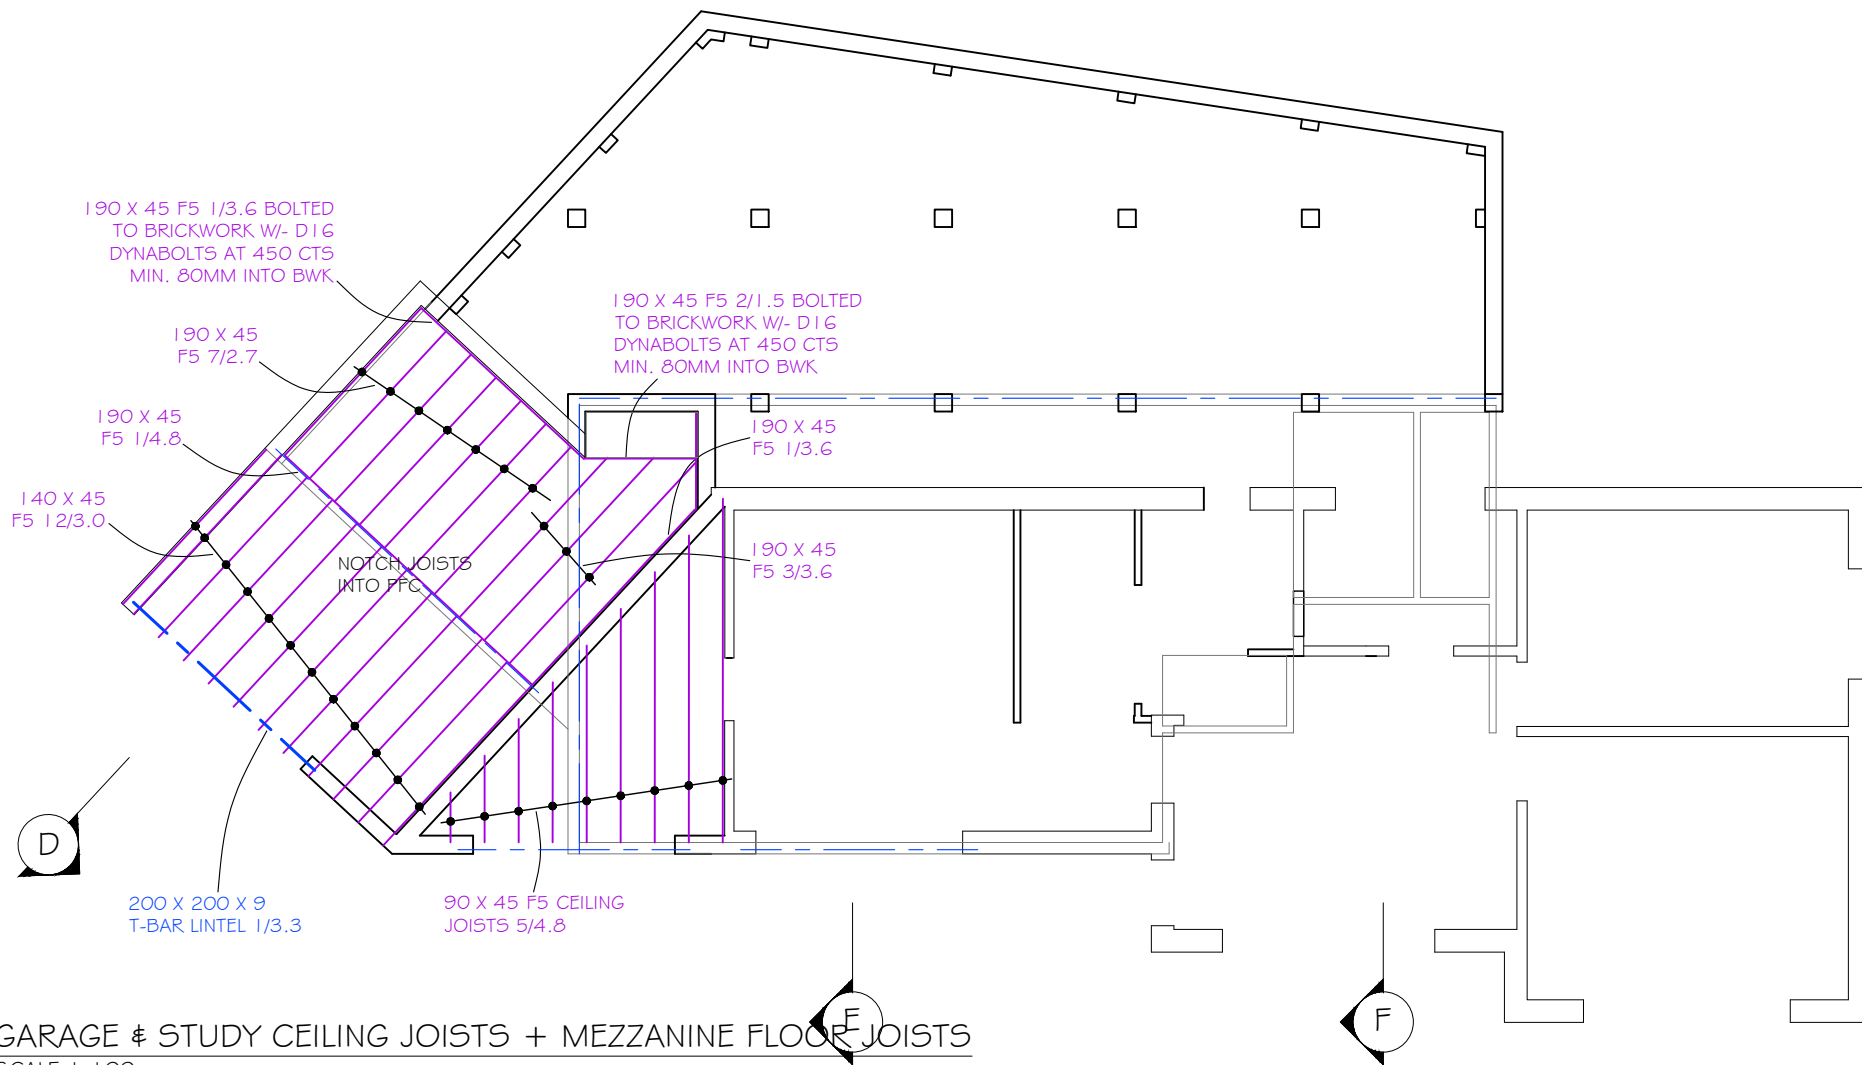 190 X 45 F5 1/3.6 BOLTED
TO BRICKWORK W/- D16
DYNABOLTS AT 450 CTS
MIN. 80MM INTO BWK
190 X 45
F5 7/2.7
190 X 45
F5 1/4.8
140 X 45
F5 12/3.0
190 X 45 F5 2/1.5 BOLTED
TO BRICKWORK W/- D16
DYNABOLTS AT 450 CTS
MIN. 80MM INTO BWK
190 X 45
F5 1/3.6
190 X 45
F5 3/3.6
NOTCH JOISTS
INTO PFC
D
200 X 200 X 9
T-BAR LINTEL 1/3.3
90 X 45 F5 CEILING
JOISTS 5/4.8
E
F
GARAGE & STUDY CEILING JOISTS + MEZZANINE FLOOR JOISTS
SCALE 1:100